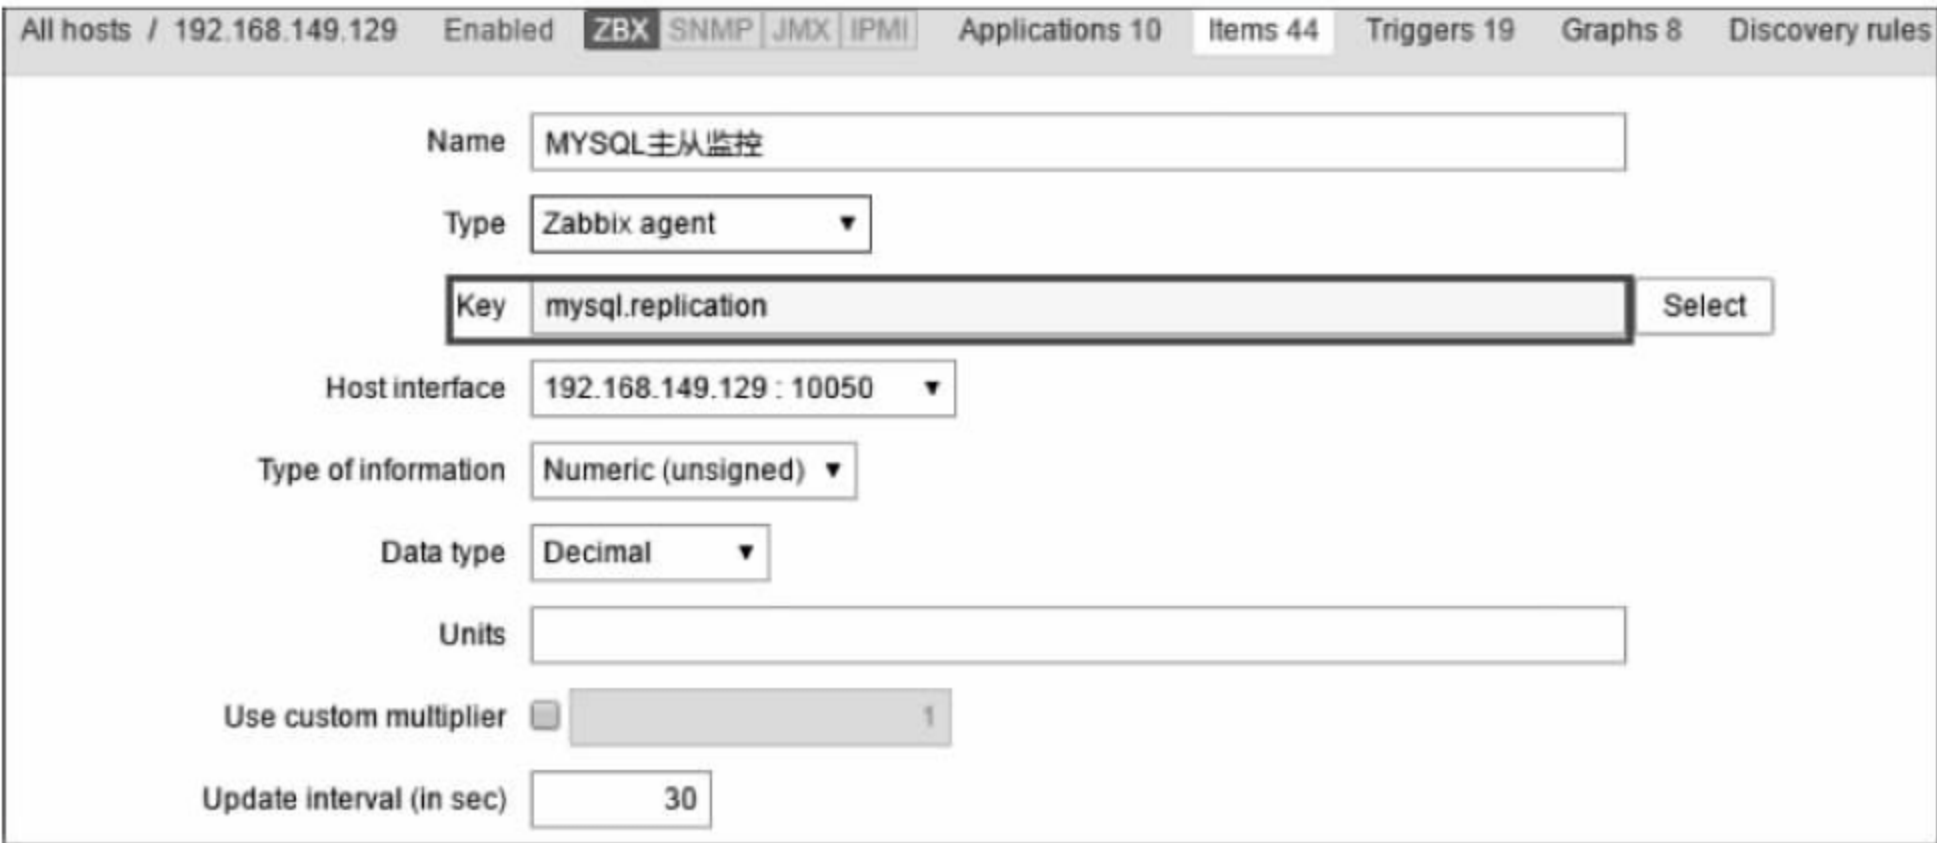 All hosts / 192.168.149.129 Enabled ZBX SNMP JMX IPMI Applications 10 Items 44 Triggers 19 Graphs 8 Discovery rules
Name MYSQL主从监控
Type Zabbix agent
Key mysql.replication Select
Host interface 192.168.149.129 : 10050
Type of information Numeric (unsigned)
Data type Decimal
Units
Use custom multiplier 1
Update interval (in sec) 30